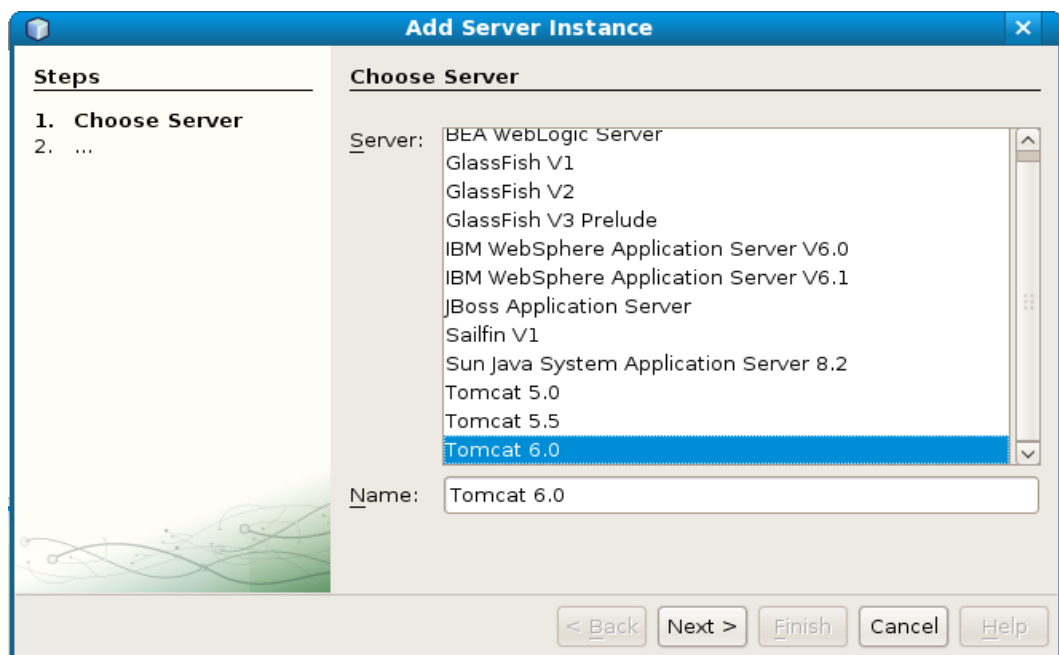 Add Server Instance
Steps
1. Choose Server
2. ...
Choose Server
Server:
BEA WebLogic Server
GlassFish V1
GlassFish V2
GlassFish V3 Prelude
IBM WebSphere Application Server V6.0
IBM WebSphere Application Server V6.1
JBoss Application Server
Sailfin V1
Sun Java System Application Server 8.2
Tomcat 5.0
Tomcat 5.5
Tomcat 6.0
Name: Tomcat 6.0
< Back Next > Finish Cancel Help